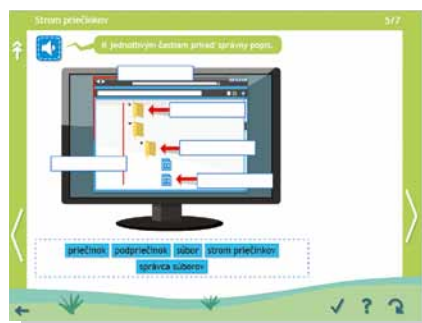 Strom priečinkov
5/7
K jednotlivým častiam priraď správny popis.
priečinok podpriečinok súbor strom priečinkov
správca súborov
?